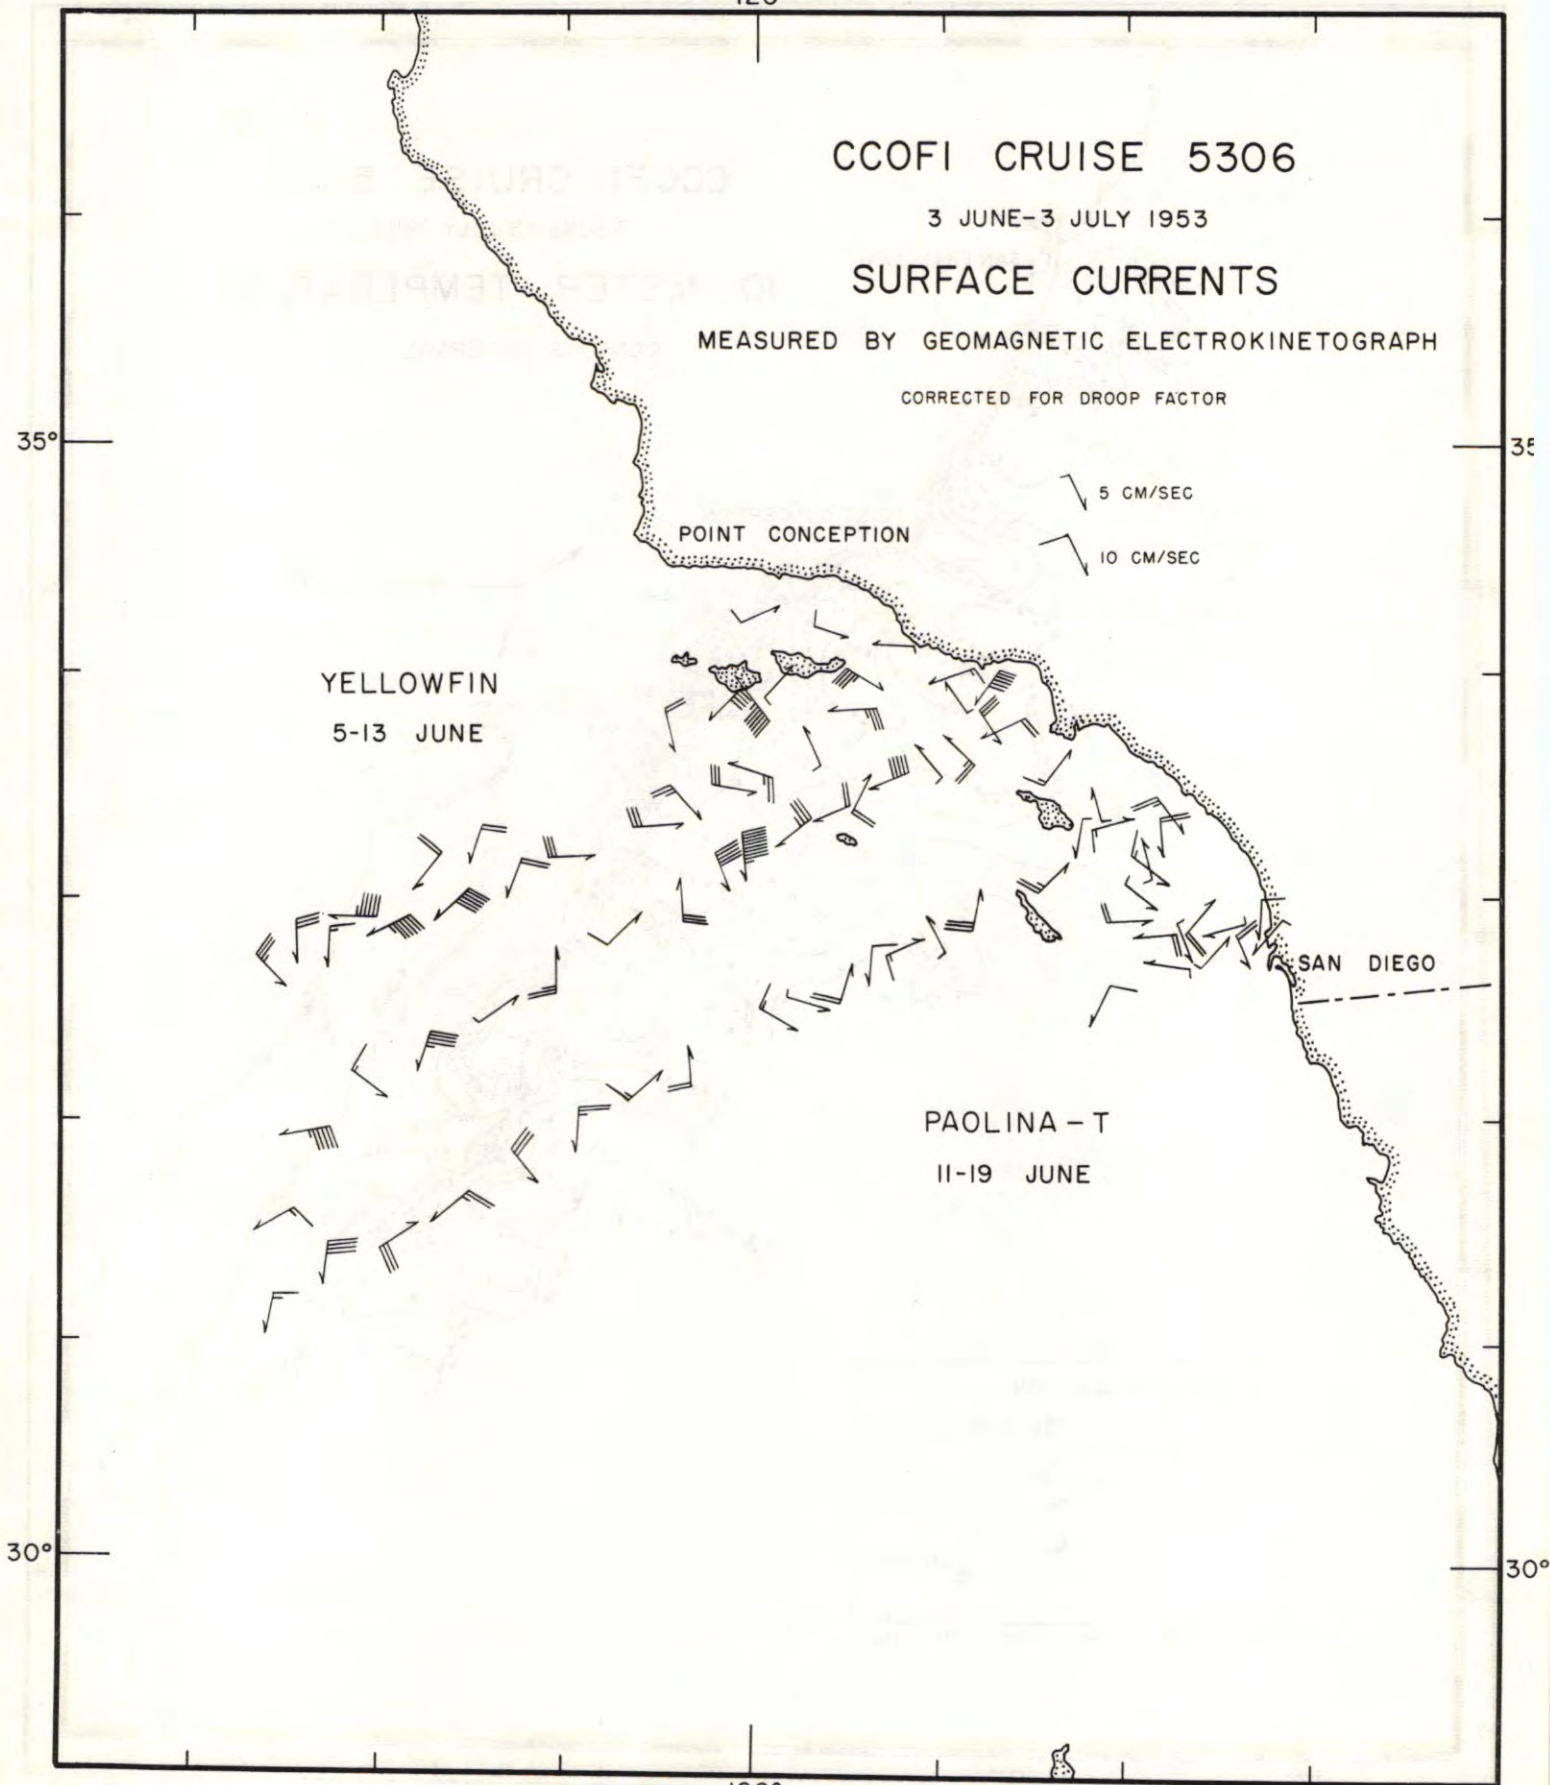 CCOFI CRUISE 5306
3 JUNE-3 JULY 1953
SURFACE CURRENTS
MEASURED BY GEOMAGNETIC ELECTROKINETOGRAPH
CORRECTED FOR DROOP FACTOR
35°
5 CM/SEC
POINT CONCEPTION
10 CM/SEC
YELLOWFIN
5-13 JUNE
SAN DIEGO
PAOLINA-T
11-19 JUNE
30°
30°